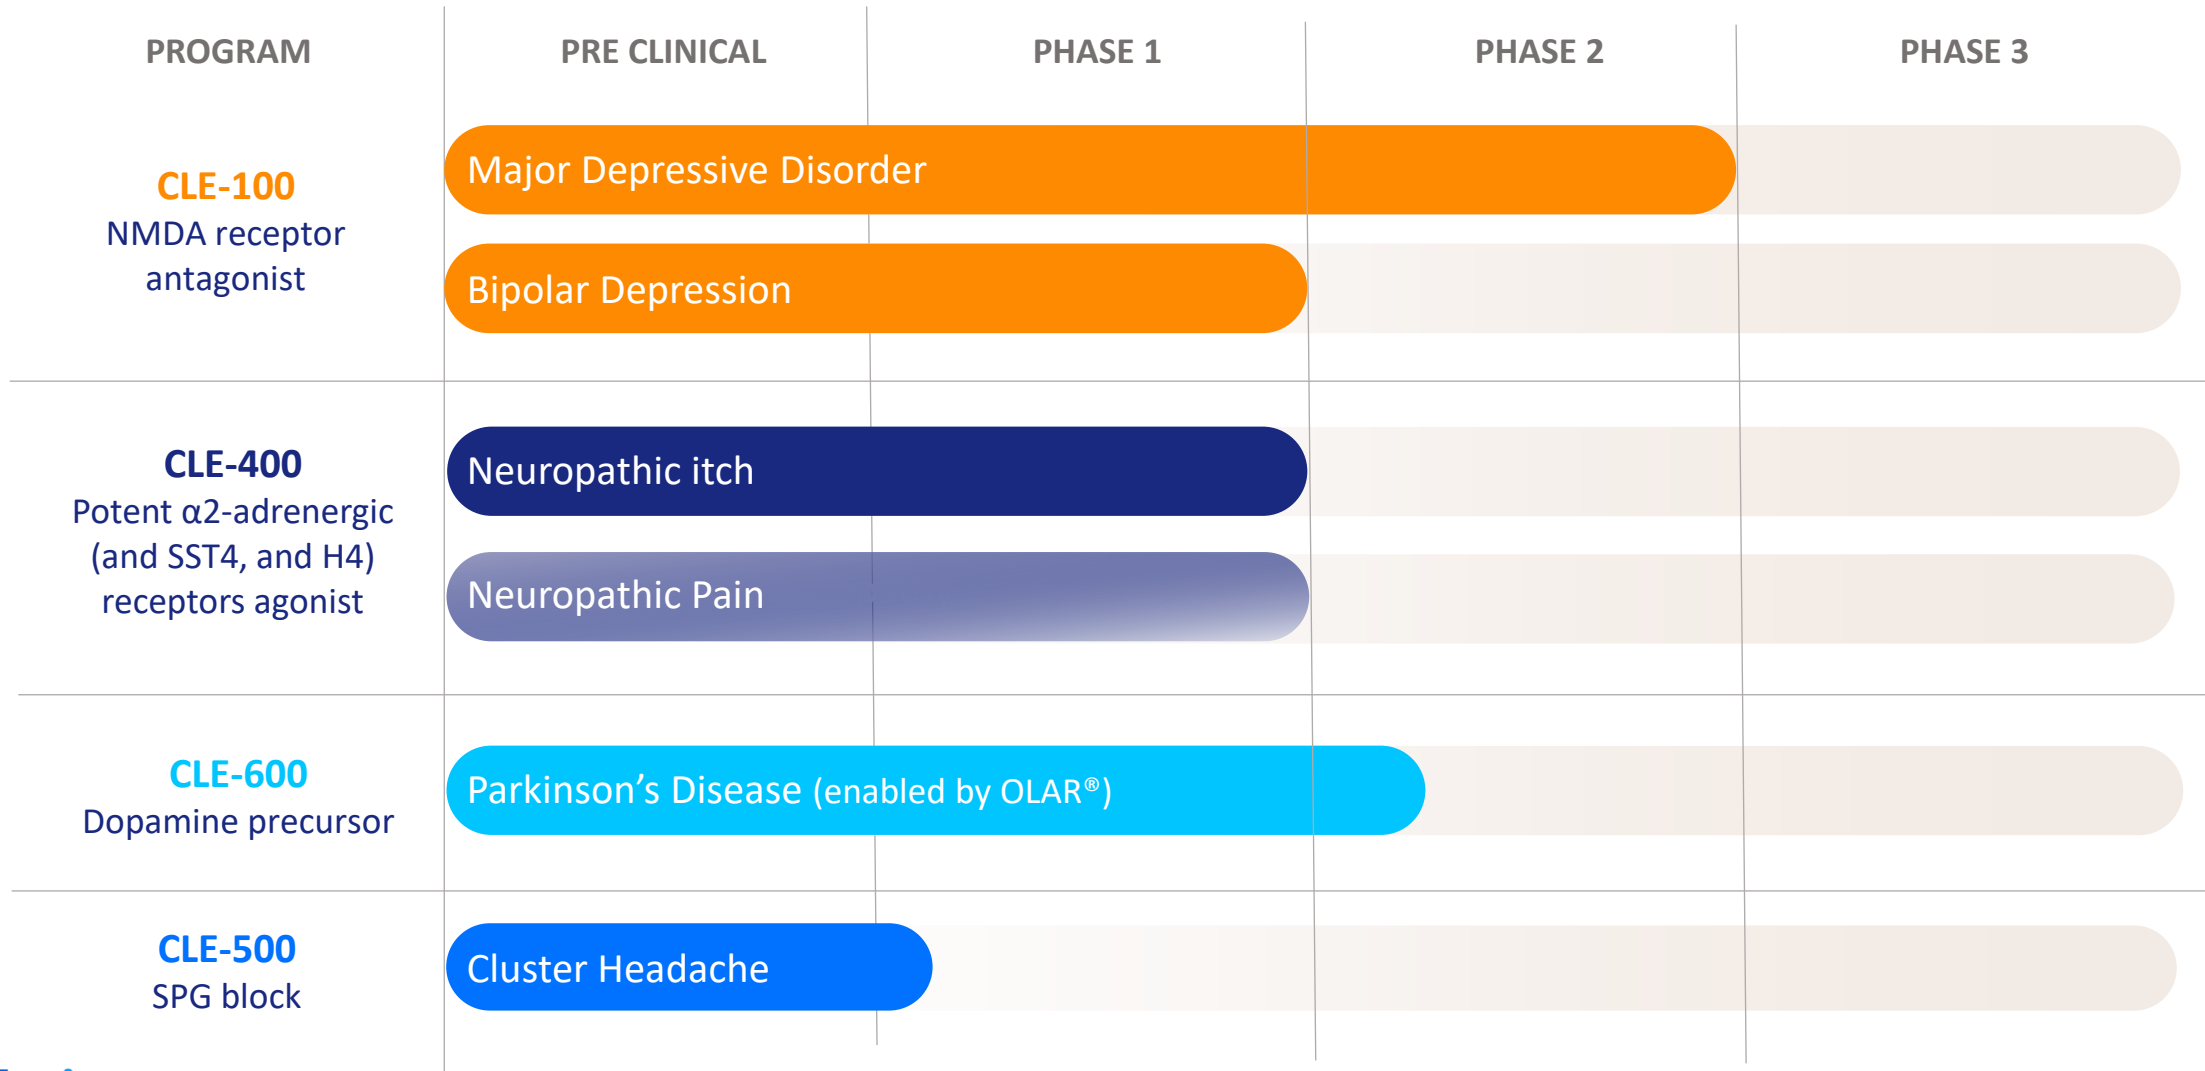 PROGRAM
PRE CLINICAL
PHASE 1
PHASE 2
PHASE 3
CLE-100
NMDA receptor
antagonist
Major Depressive Disorder
Bipolar Depression
CLE-400
Potent α2-adrenergic
(and SST4, and H4)
receptors agonist
Neuropathic itch
Neuropathic Pain
CLE-600
Dopamine precursor
Parkinson’s Disease (enabled by OLAR®)
CLE-500
SPG block
Cluster Headache